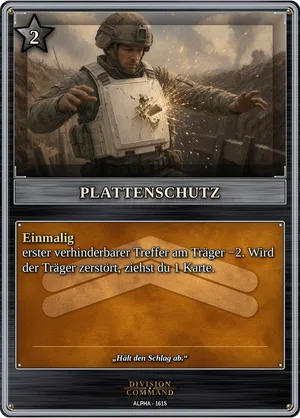 2
PLATTENSCHUTZ
Einmalig
erster verhinderbarer Treffer am Träger −2. Wird
der Träger zerstört, ziehst du 1 Karte.
„Hält den Schlag ab.“
DIVISION
COMMAND
ALPHA - 1615